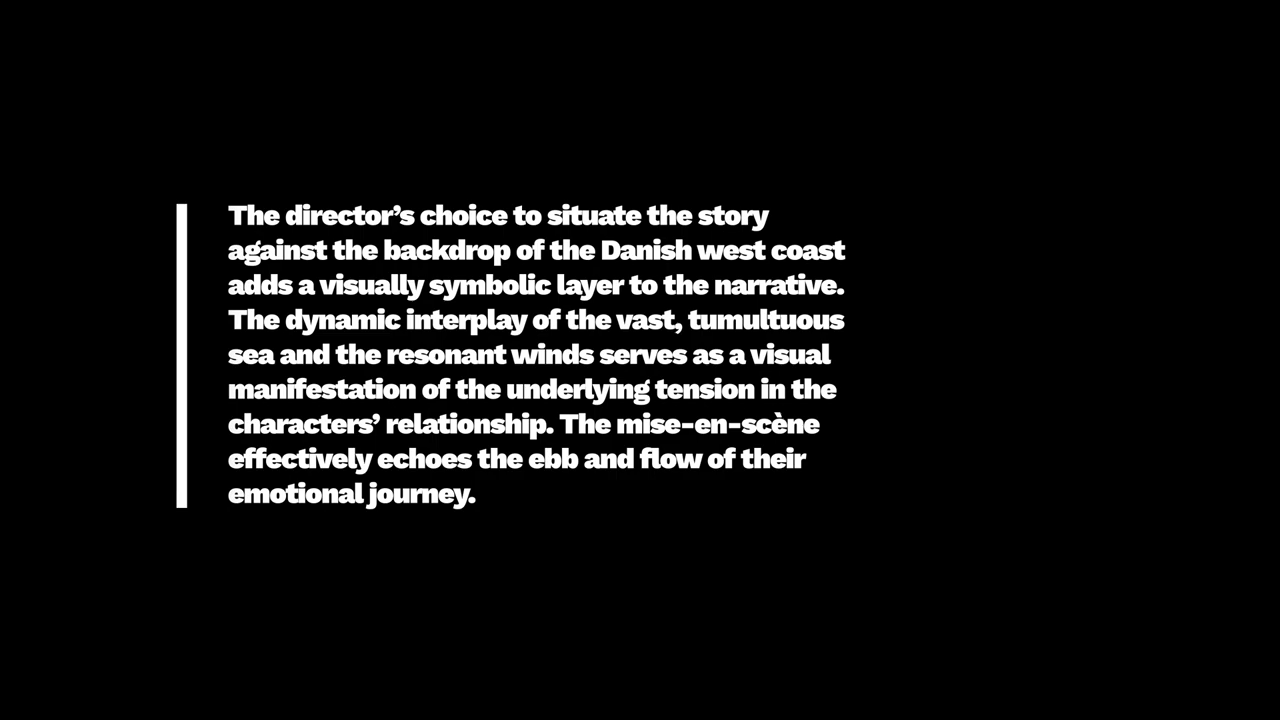 The director’s choice to situate the story
against the backdrop of the Danish west coast
adds a visually symbolic layer to the narrative.
The dynamic interplay of the vast, tumultuous
sea and the resonant winds serves as a visual
manifestation of the underlying tension in the
characters’ relationship. The mise-en-scène
effectively echoes the ebb and flow of their
emotional journey.